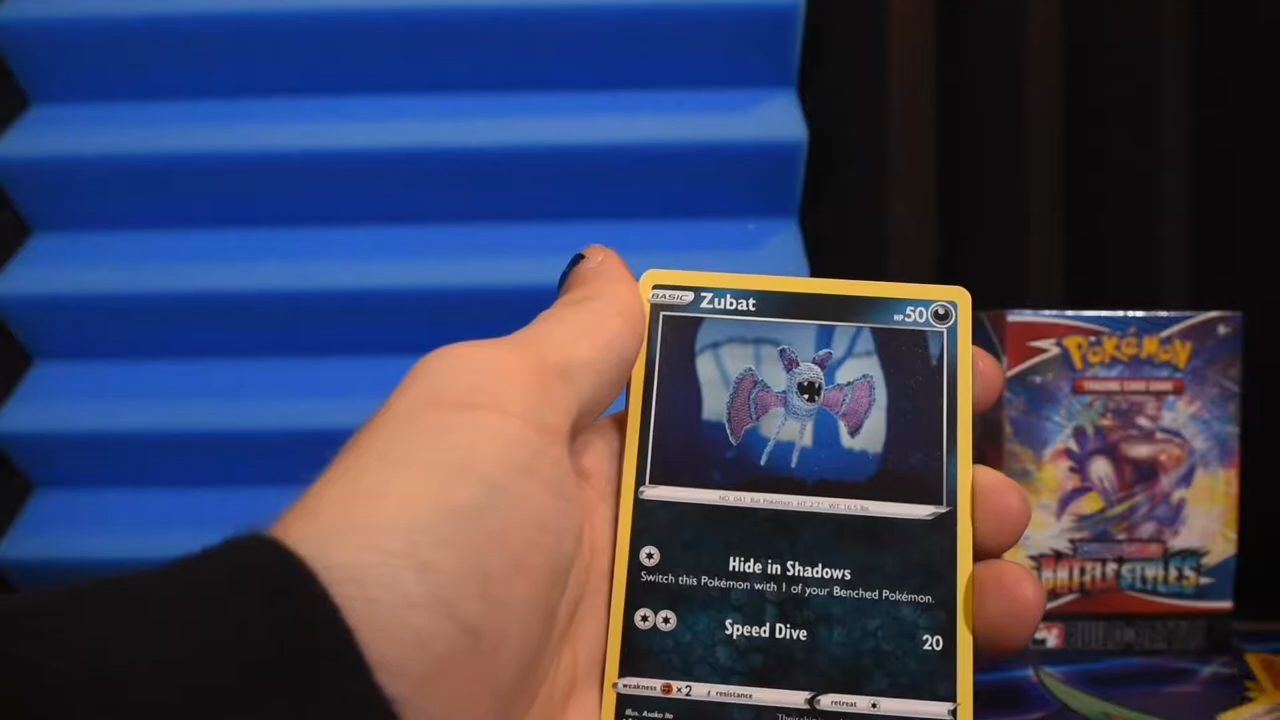 BASIC Zubat HP 50
NO. 041 Bat Pokémon HT: 2'7" WT: 16.5 lbs.
Hide in Shadows
Switch this Pokémon with 1 of your Benched Pokémon.
Speed Dive 20
weakness ×2 resistance retreat
Illus. Asako Ito
POKÉMON
TRADING CARD GAME
BATTLE STYLES